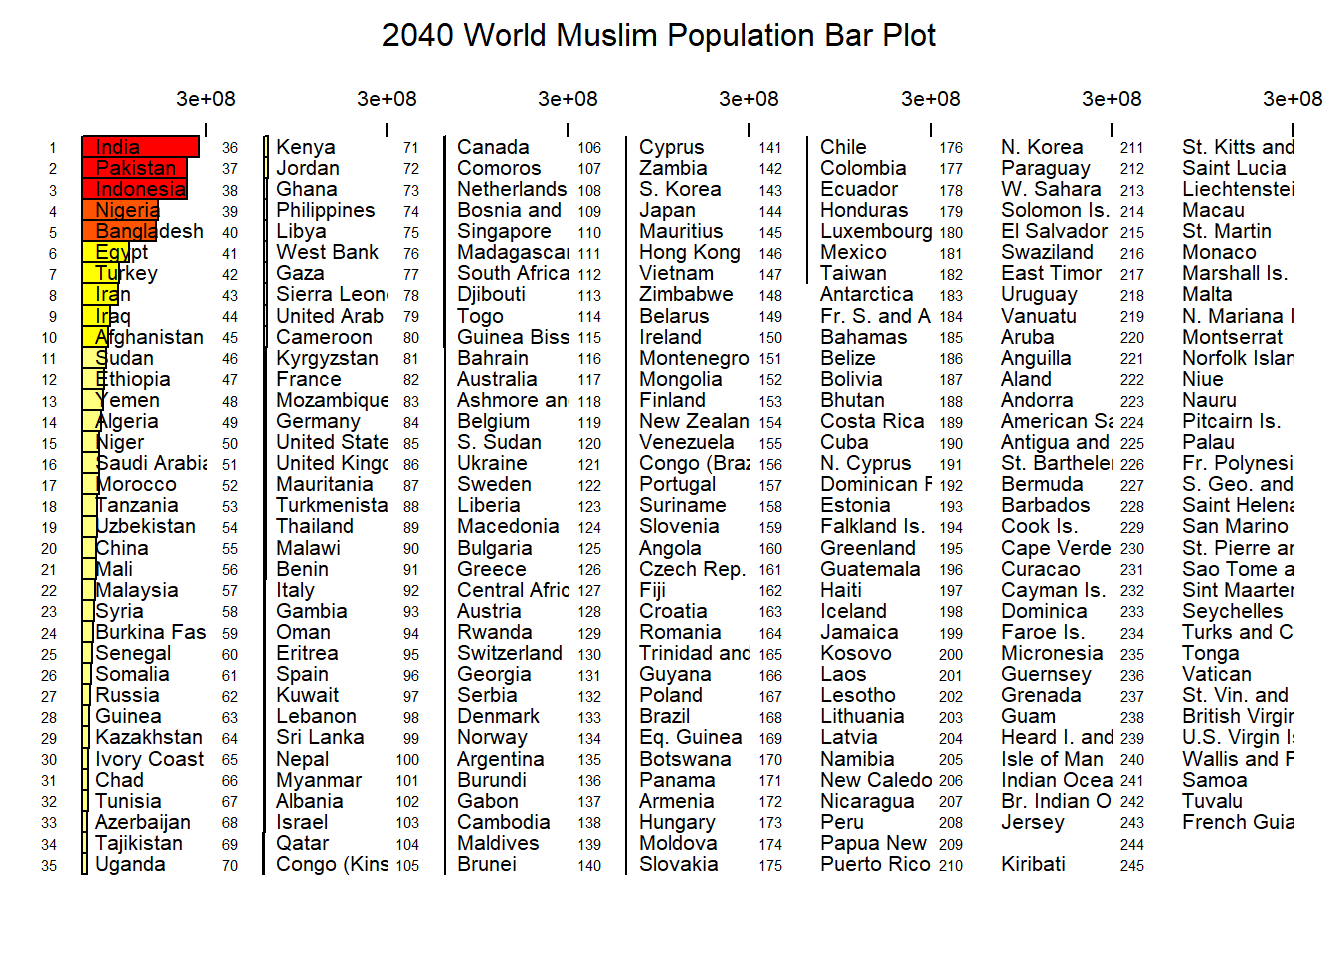 2040 World Muslim Population Bar Plot
3e+08 3e+08 3e+08 3e+08 3e+08 3e+08 3e+08
1 India
2 Pakistan
3 Indonesia
4 Nigeria
5 Bangladesh
6 Egypt
7 Turkey
8 Iran
9 Iraq
10 Afghanistan
11 Sudan
12 Ethiopia
13 Yemen
14 Algeria
15 Niger
16 Saudi Arabia
17 Morocco
18 Tanzania
19 Uzbekistan
20 China
21 Mali
22 Malaysia
23 Syria
24 Burkina Fas
25 Senegal
26 Somalia
27 Russia
28 Guinea
29 Kazakhstan
30 Ivory Coast
31 Chad
32 Tunisia
33 Azerbaijan
34 Tajikistan
35 Uganda
36 Kenya
37 Jordan
38 Ghana
39 Philippines
40 Libya
41 West Bank
42 Gaza
43 Sierra Leon
44 United Arab
45 Cameroon
46 Kyrgyzstan
47 France
48 Mozambique
49 Germany
50 United State
51 United Kingd
52 Mauritania
53 Turkmenista
54 Thailand
55 Malawi
56 Benin
57 Italy
58 Gambia
59 Oman
60 Eritrea
61 Spain
62 Kuwait
63 Lebanon
64 Sri Lanka
65 Nepal
66 Myanmar
67 Albania
68 Israel
69 Qatar
70 Congo (Kins
71 Canada
72 Comoros
73 Netherlands
74 Bosnia and
75 Singapore
76 Madagascar
77 South Africa
78 Djibouti
79 Togo
80 Guinea Biss
81 Bahrain
82 Australia
83 Ashmore and
84 Belgium
85 S. Sudan
86 Ukraine
87 Sweden
88 Liberia
89 Macedonia
90 Bulgaria
91 Greece
92 Central Afric
93 Austria
94 Rwanda
95 Switzerland
96 Georgia
97 Serbia
98 Denmark
99 Norway
100 Argentina
101 Burundi
102 Gabon
103 Cambodia
104 Maldives
105 Brunei
106 Cyprus
107 Zambia
108 S. Korea
109 Japan
110 Mauritius
111 Hong Kong
112 Vietnam
113 Zimbabwe
114 Belarus
115 Ireland
116 Montenegro
117 Mongolia
118 Finland
119 New Zealan
120 Venezuela
121 Congo (Braz
122 Portugal
123 Suriname
124 Slovenia
125 Angola
126 Czech Rep.
127 Fiji
128 Croatia
129 Romania
130 Trinidad and
131 Guyana
132 Poland
133 Brazil
134 Eq. Guinea
135 Botswana
136 Panama
137 Armenia
138 Hungary
139 Moldova
140 Slovakia
141 Chile
142 Colombia
143 Ecuador
144 Honduras
145 Luxembourg
146 Mexico
147 Taiwan
148 Antarctica
149 Fr. S. and A
150 Bahamas
151 Belize
152 Bolivia
153 Bhutan
154 Costa Rica
155 Cuba
156 N. Cyprus
157 Dominican R
158 Estonia
159 Falkland Is.
160 Greenland
161 Guatemala
162 Haiti
163 Iceland
164 Jamaica
165 Kosovo
166 Laos
167 Lesotho
168 Lithuania
169 Latvia
170 Namibia
171 New Caledo
172 Nicaragua
173 Peru
174 Papua New
175 Puerto Rico
176 N. Korea
177 Paraguay
178 W. Sahara
179 Solomon Is.
180 El Salvador
181 Swaziland
182 East Timor
183 Uruguay
184 Vanuatu
185 Aruba
186 Anguilla
187 Aland
188 Andorra
189 American Sa
190 Antigua and
191 St. Barthelem
192 Bermuda
193 Barbados
194 Cook Is.
195 Cape Verde
196 Curacao
197 Cayman Is.
198 Dominica
199 Faroe Is.
200 Micronesia
201 Guernsey
202 Grenada
203 Guam
204 Heard I. and
205 Isle of Man
206 Indian Ocea
207 Br. Indian O
208 Jersey
209
210 Kiribati
211 St. Kitts and
212 Saint Lucia
213 Liechtenstei
214 Macau
215 St. Martin
216 Monaco
217 Marshall Is.
218 Malta
219 N. Mariana I
220 Montserrat
221 Norfolk Islan
222 Niue
223 Nauru
224 Pitcairn Is.
225 Palau
226 Fr. Polynesi
227 S. Geo. and
228 Saint Helena
229 San Marino
230 St. Pierre an
231 Sao Tome a
232 Sint Maarten
233 Seychelles
234 Turks and C
235 Tonga
236 Vatican
237 St. Vin. and
238 British Virgin
239 U.S. Virgin Is
240 Wallis and F
241 Samoa
242 Tuvalu
243 French Guia
244
245